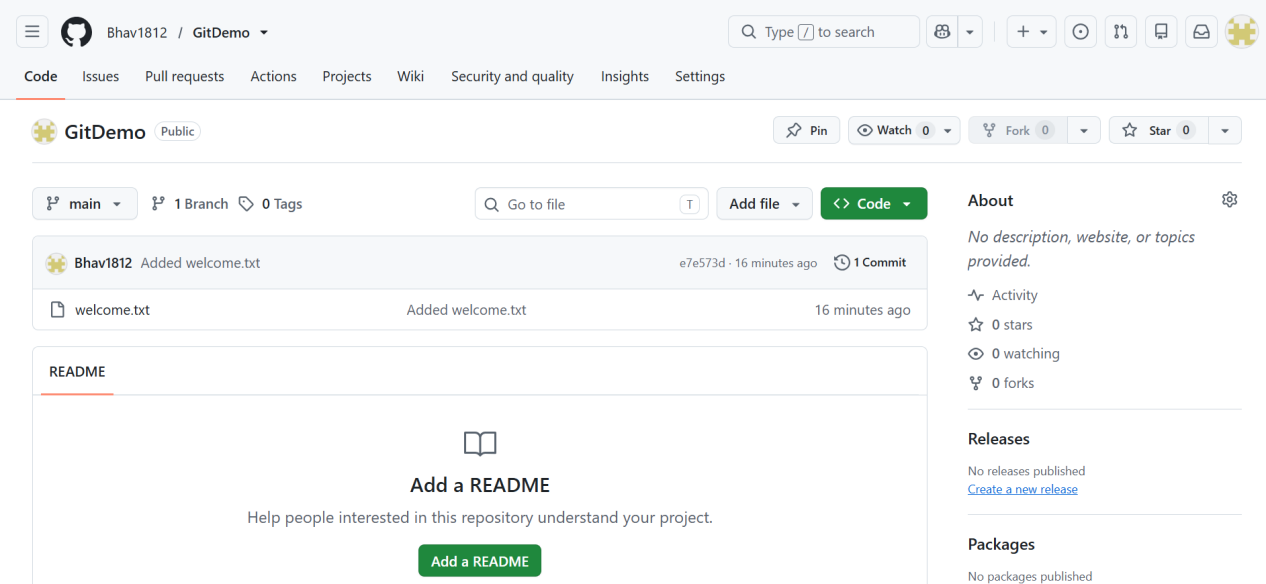 Bhav1812 / GitDemo
Type / to search
Code Issues Pull requests Actions Projects Wiki Security and quality Insights Settings
GitDemo Public
Pin Watch 0 Fork 0 Star 0
main 1 Branch 0 Tags
Go to file T Add file Code
Bhav1812 Added welcome.txt e7e573d · 16 minutes ago 1 Commit
welcome.txt Added welcome.txt 16 minutes ago
README
Add a README
Help people interested in this repository understand your project.
Add a README
About
No description, website, or topics
provided.
Activity
0 stars
0 watching
0 forks
Releases
No releases published
Create a new release
Packages
No packages published